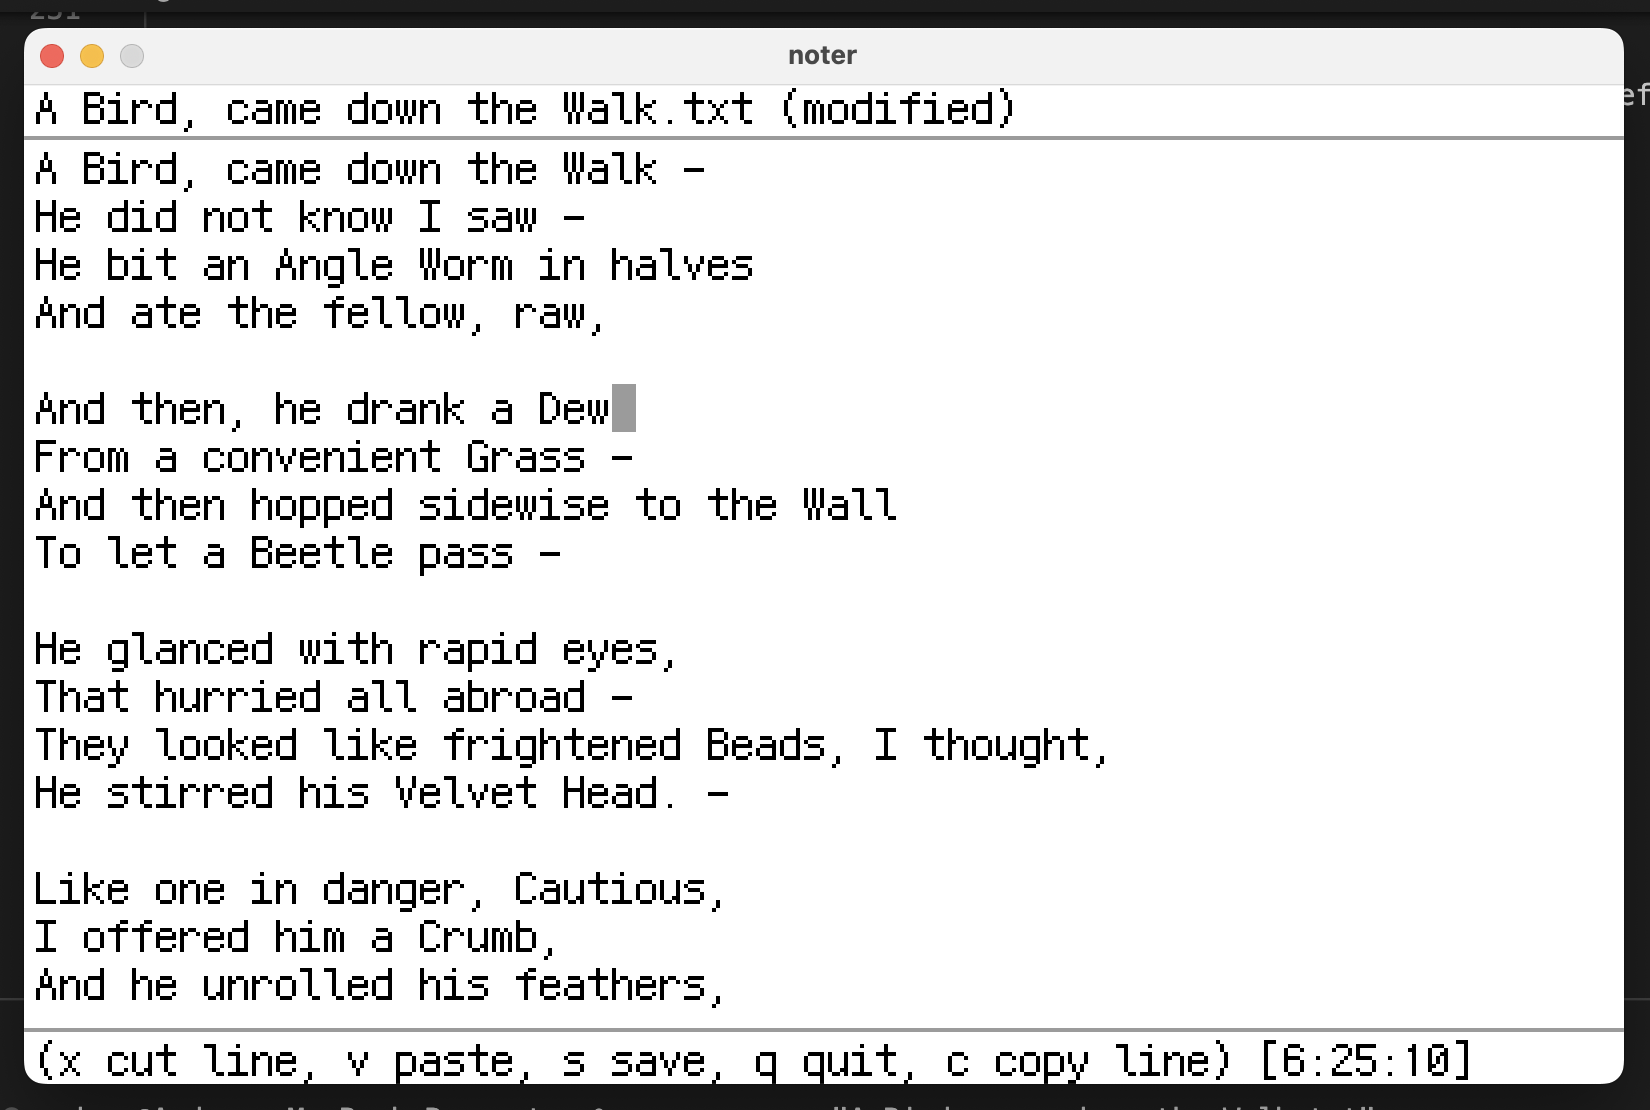 231
noter
A Bird, came down the Walk.txt (modified)
A Bird, came down the Walk –
He did not know I saw –
He bit an Angle Worm in halves
And ate the fellow, raw,
And then, he drank a Dew
From a convenient Grass –
And then hopped sidewise to the Wall
To let a Beetle pass –
He glanced with rapid eyes,
That hurried all abroad –
They looked like frightened Beads, I thought,
He stirred his Velvet Head. –
Like one in danger, Cautious,
I offered him a Crumb,
And he unrolled his feathers,
(x cut line, v paste, s save, q quit, c copy line) [6:25:10]